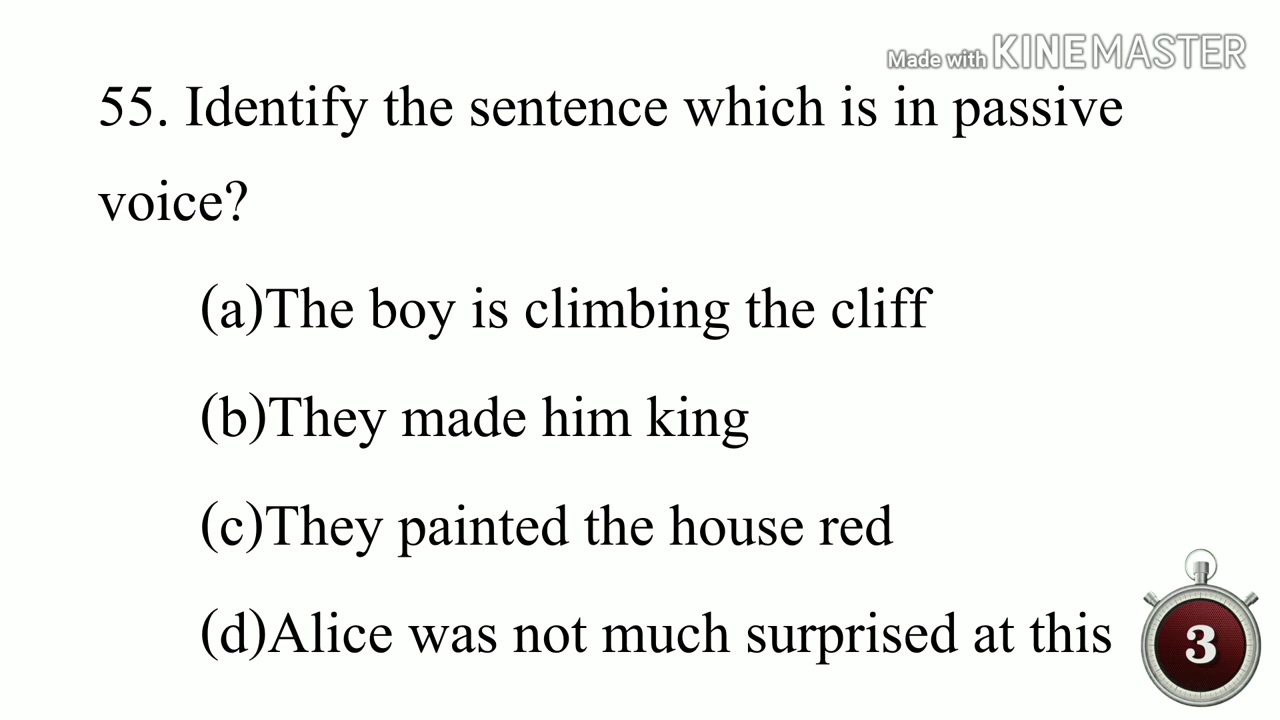 Made with KINEMASTER
55. Identify the sentence which is in passive
voice?
(a)The boy is climbing the cliff
(b)They made him king
(c)They painted the house red
(d)Alice was not much surprised at this
3